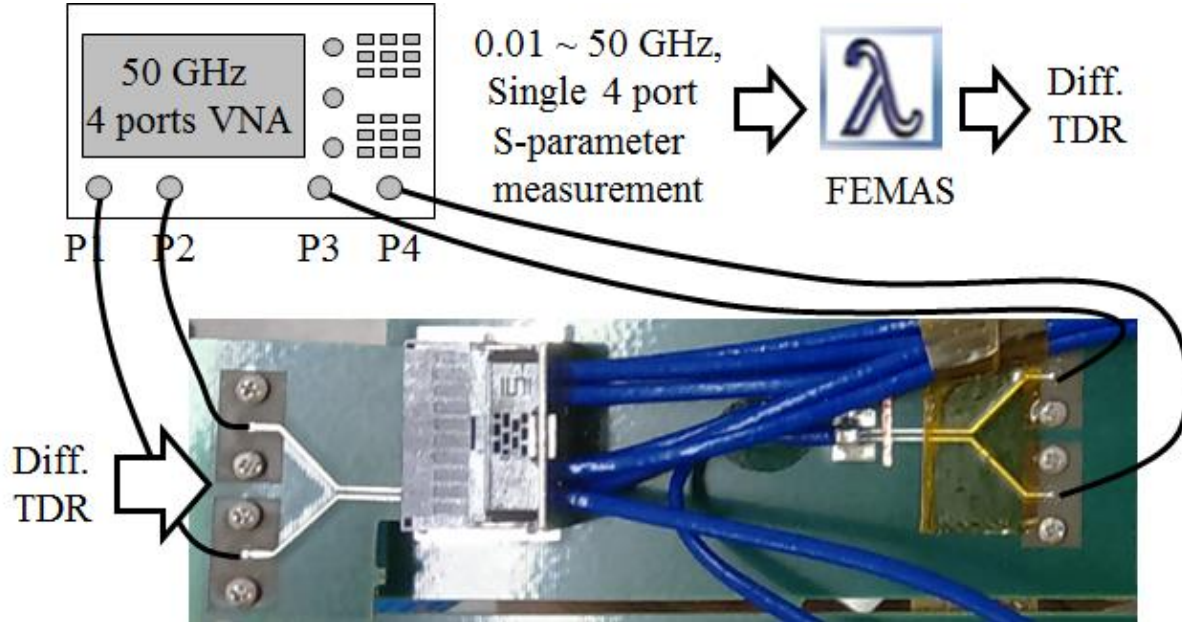 50 GHz
4 ports VNA
0.01 ~ 50 GHz,
Single 4 port
S-parameter
measurement
λ
FEMAS
Diff.
TDR
P1
P2
P3
P4
Diff.
TDR